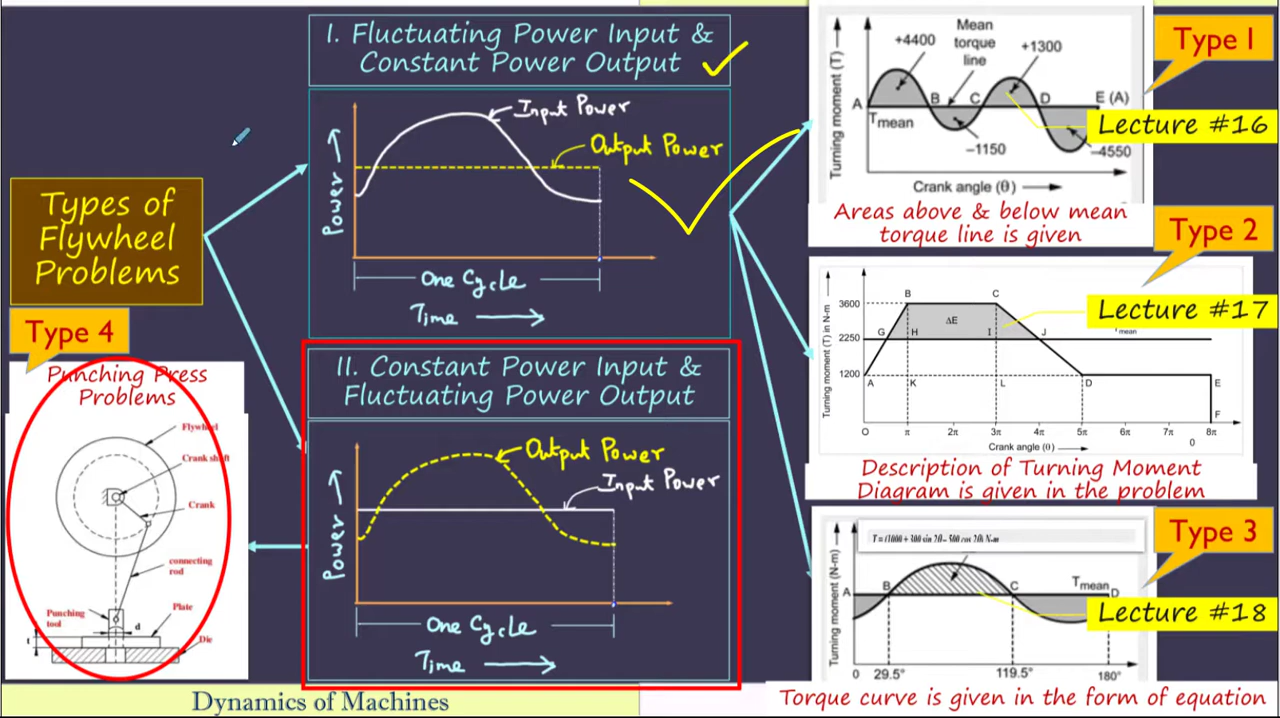 Types of
Flywheel
Problems
I. Fluctuating Power Input &
Constant Power Output
Input Power
Output Power
Power
One Cycle
Time
II. Constant Power Input &
Fluctuating Power Output
Output Power
Input Power
Power
One Cycle
Time
Type 4
Punching Press
Problems
Flywheel
Crank shaft
Crank
connecting
rod
Punching
tool
d
Plate
t
Die
Type 1
Turning moment (T)
Mean
torque
line
+4400
+1300
A
B
C
D
E (A)
Tmean
Lecture #16
−1150
−4550
Crank angle (θ)
Areas above & below mean
torque line is given
Type 2
Turning moment (T) in N-m
3600
2250
1200
B
C
ΔE
G
H
I
J
Tmean
Lecture #17
A
K
L
D
E
F
O
π
2π
3π
4π
5π
6π
7π
8π
0
Crank angle (θ)
Description of Turning Moment
Diagram is given in the problem
Type 3
T = (1000 + 300 sin 2θ – 500 cos 2θ) N-m
Turning moment (N-m)
A
B
C
Tmean
D
Lecture #18
0
29.5°
119.5°
180°
Torque curve is given in the form of equation
Dynamics of Machines